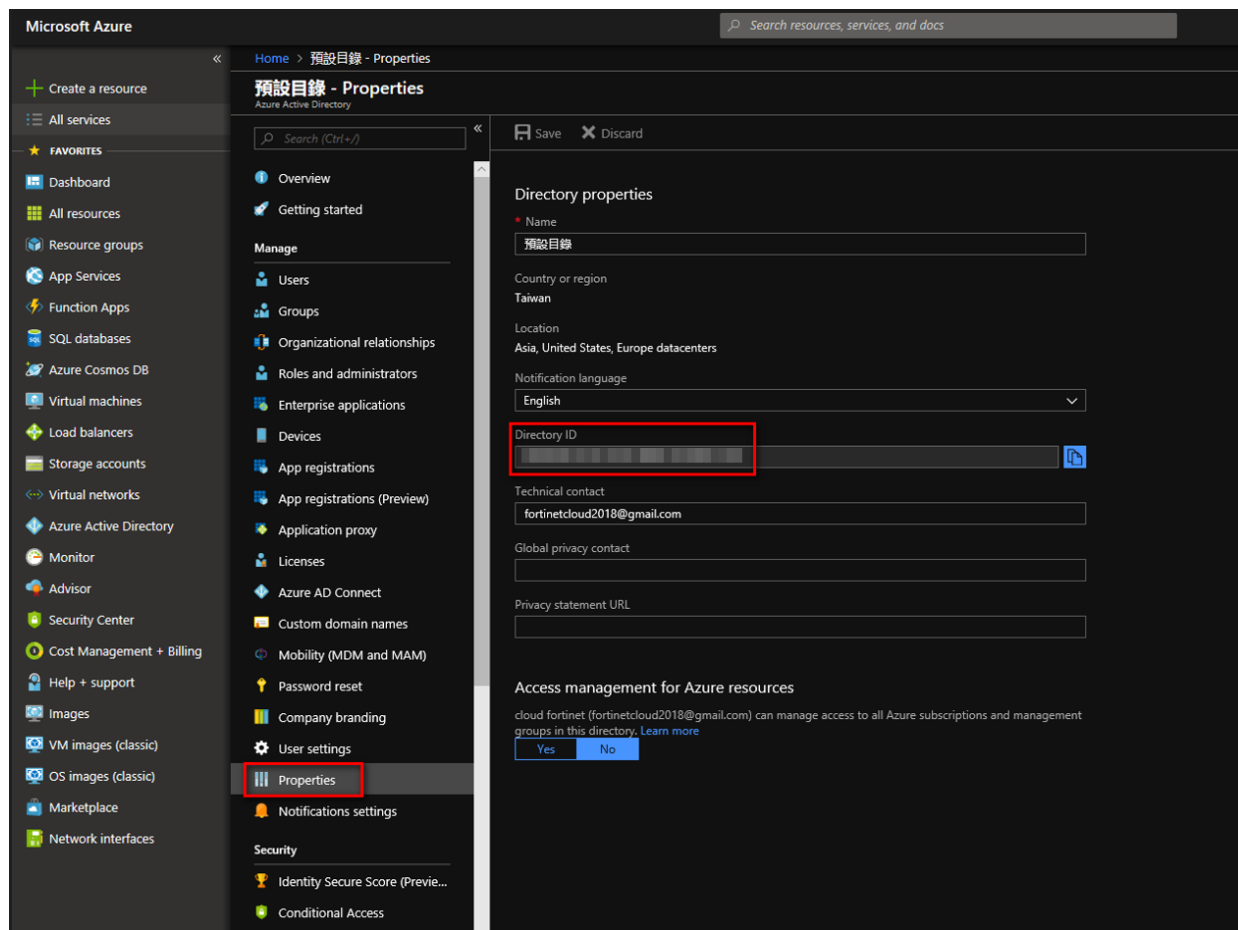 Microsoft Azure
Search resources, services, and docs
«
Create a resource
All services
FAVORITES
Dashboard
All resources
Resource groups
App Services
Function Apps
SQL databases
Azure Cosmos DB
Virtual machines
Load balancers
Storage accounts
Virtual networks
Azure Active Directory
Monitor
Advisor
Security Center
Cost Management + Billing
Help + support
Images
VM images (classic)
OS images (classic)
Marketplace
Network interfaces
Home > 預設目錄 - Properties
預設目錄 - Properties
Azure Active Directory
Search (Ctrl+/)
«
Overview
Getting started
Manage
Users
Groups
Organizational relationships
Roles and administrators
Enterprise applications
Devices
App registrations
App registrations (Preview)
Application proxy
Licenses
Azure AD Connect
Custom domain names
Mobility (MDM and MAM)
Password reset
Company branding
User settings
Properties
Notifications settings
Security
Identity Secure Score (Previe...
Conditional Access
Save Discard
Directory properties
* Name
預設目錄
Country or region
Taiwan
Location
Asia, United States, Europe datacenters
Notification language
English
Directory ID
Technical contact
fortinetcloud2018@gmail.com
Global privacy contact
Privacy statement URL
Access management for Azure resources
cloud fortinet (fortinetcloud2018@gmail.com) can manage access to all Azure subscriptions and management
groups in this directory. Learn more
Yes No